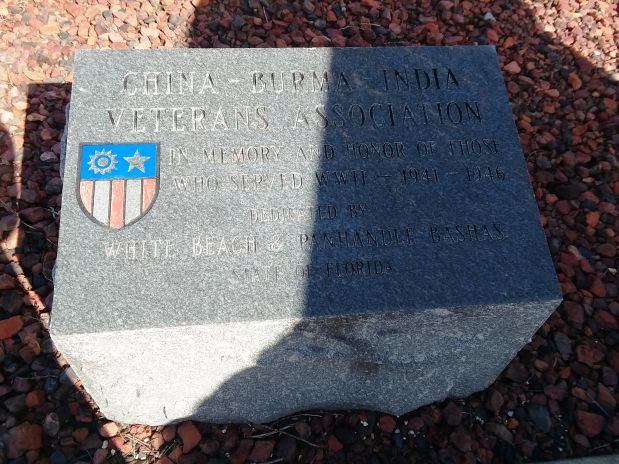 CHINA - BURMA - INDIA
VETERANS ASSOCIATION
IN MEMORY AND HONOR OF THOSE
WHO SERVED WWII - 1941 - 1946
DEDICATED BY
WHITE BEACH & PANHANDLE BASHAS
STATE OF FLORIDA